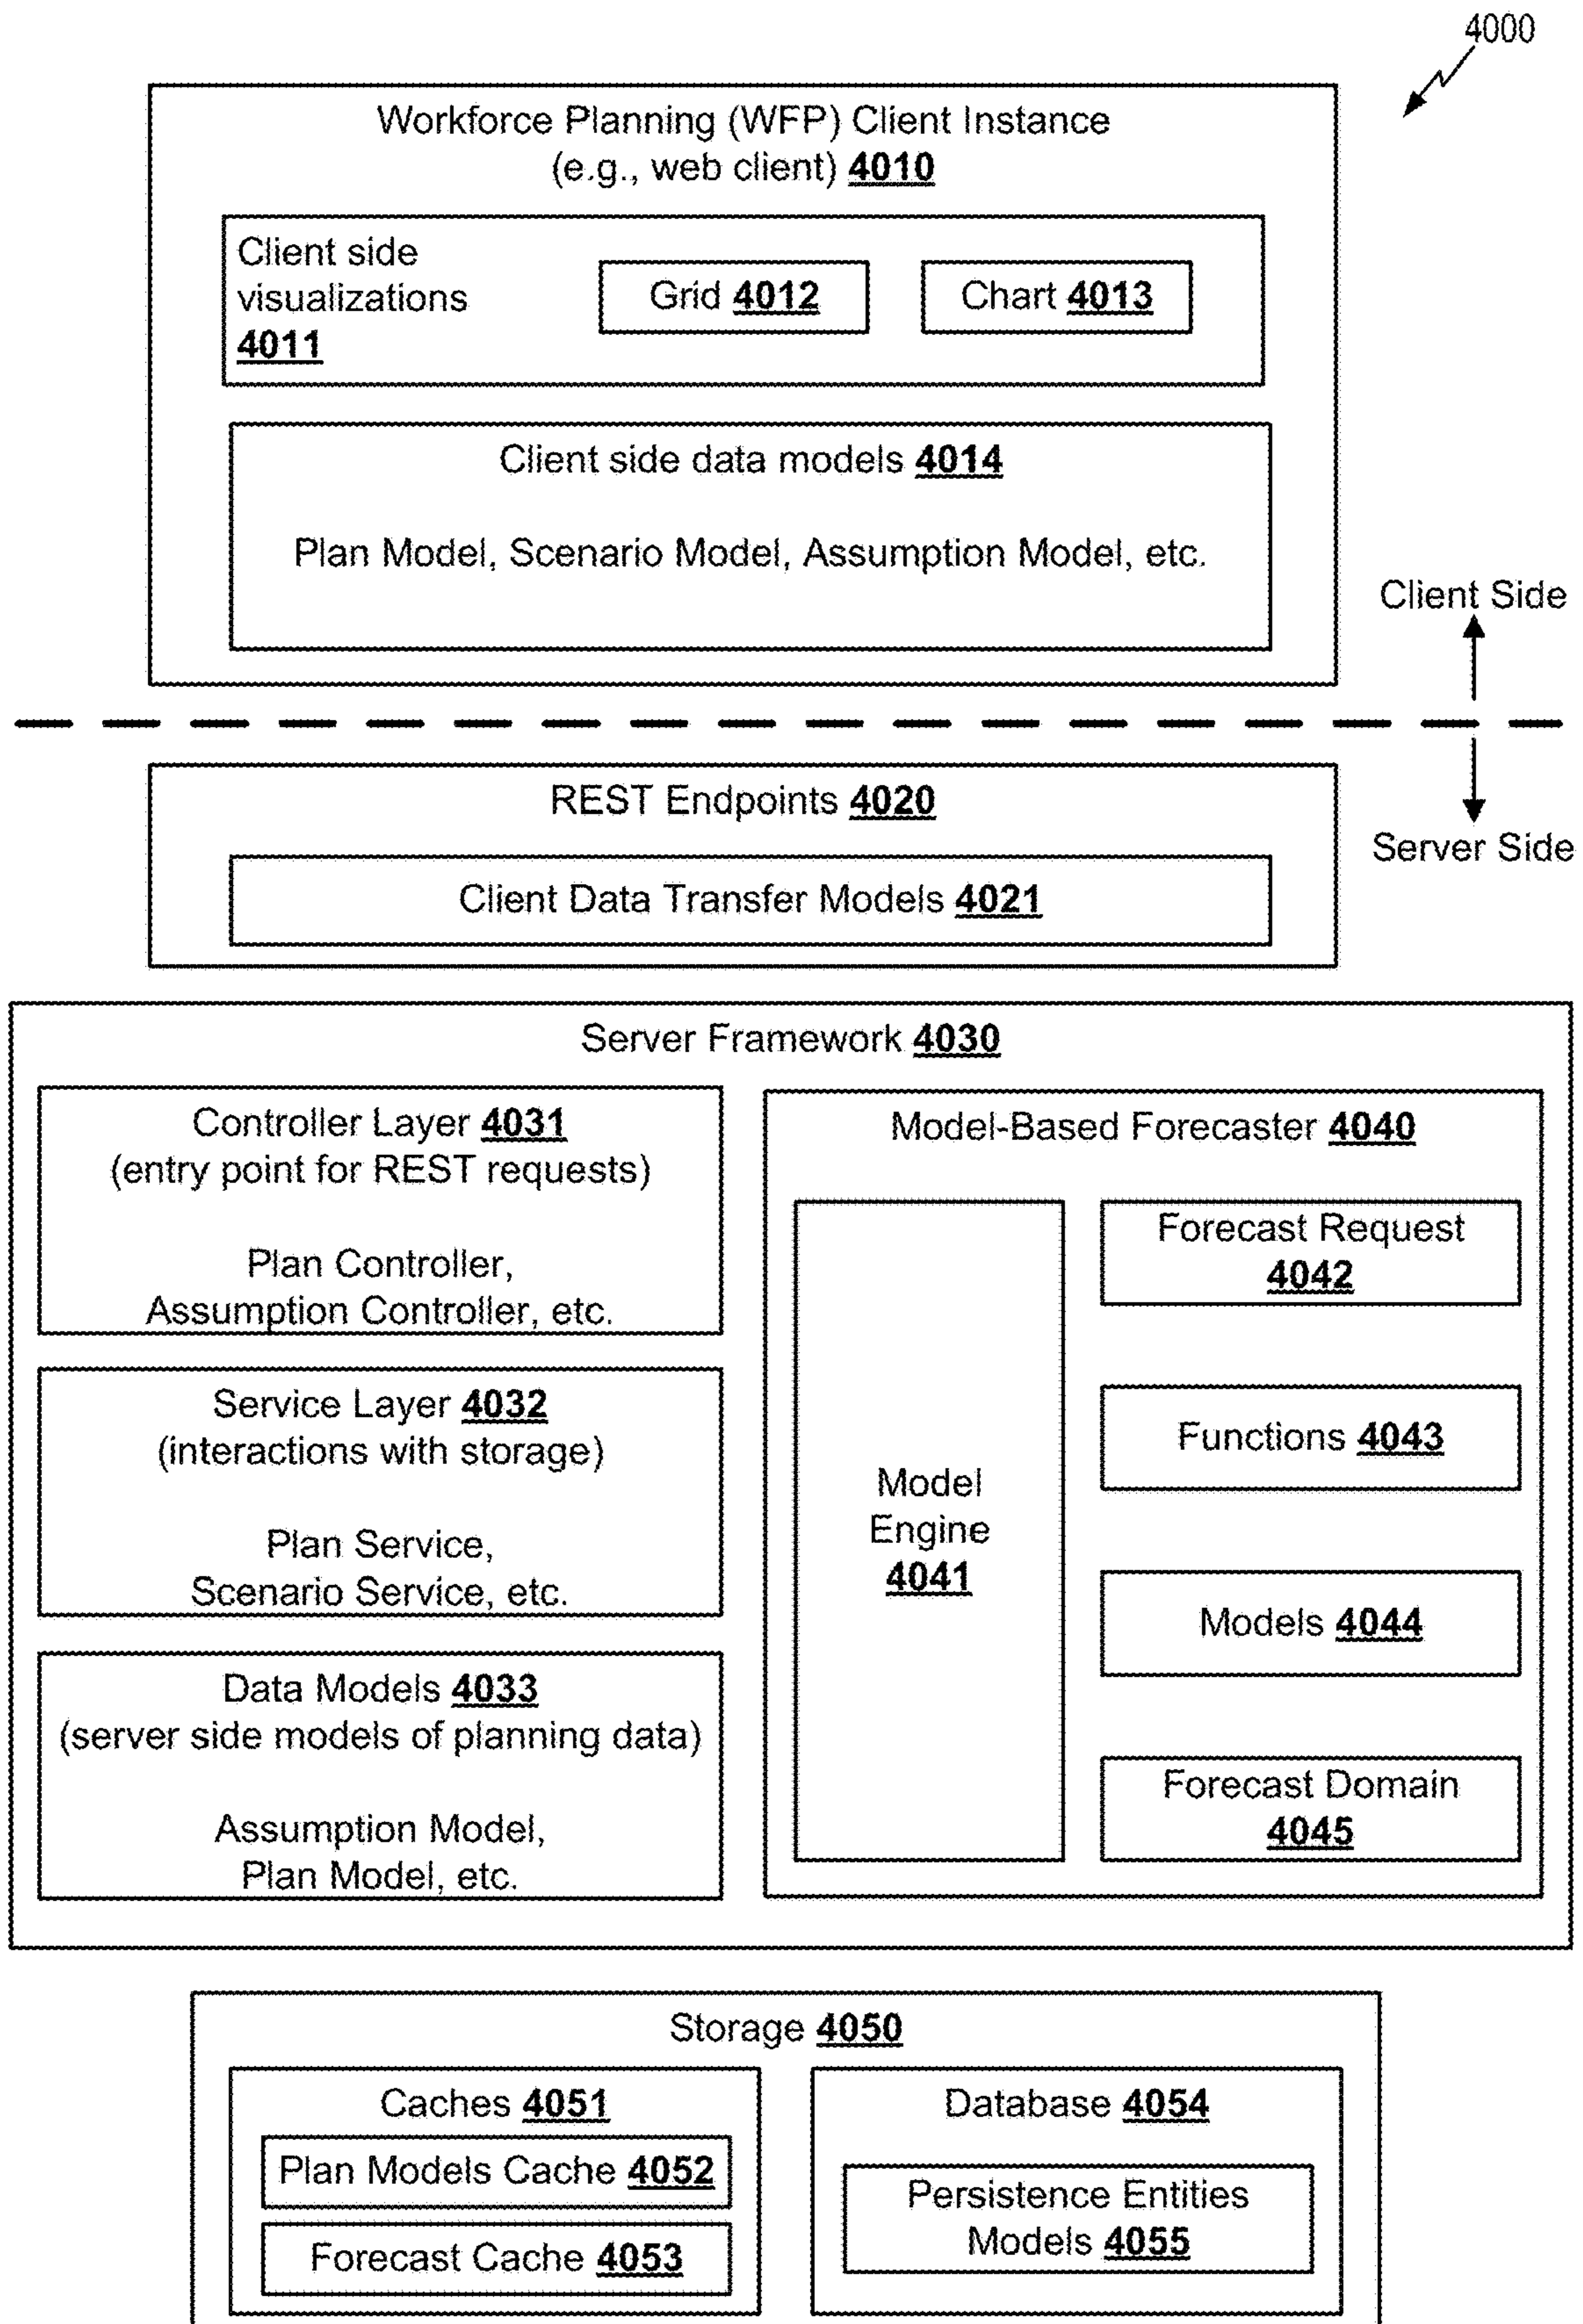 4000
Workforce Planning (WFP) Client Instance
(e.g., web client) 4010
Client side
visualizations
4011
Grid 4012
Chart 4013
Client side data models 4014
Plan Model, Scenario Model, Assumption Model, etc.
Client Side
Server Side
REST Endpoints 4020
Client Data Transfer Models 4021
Server Framework 4030
Controller Layer 4031
(entry point for REST requests)
Plan Controller,
Assumption Controller, etc.
Service Layer 4032
(interactions with storage)
Plan Service,
Scenario Service, etc.
Data Models 4033
(server side models of planning data)
Assumption Model,
Plan Model, etc.
Model-Based Forecaster 4040
Model
Engine
4041
Forecast Request
4042
Functions 4043
Models 4044
Forecast Domain
4045
Storage 4050
Caches 4051
Plan Models Cache 4052
Forecast Cache 4053
Database 4054
Persistence Entities
Models 4055